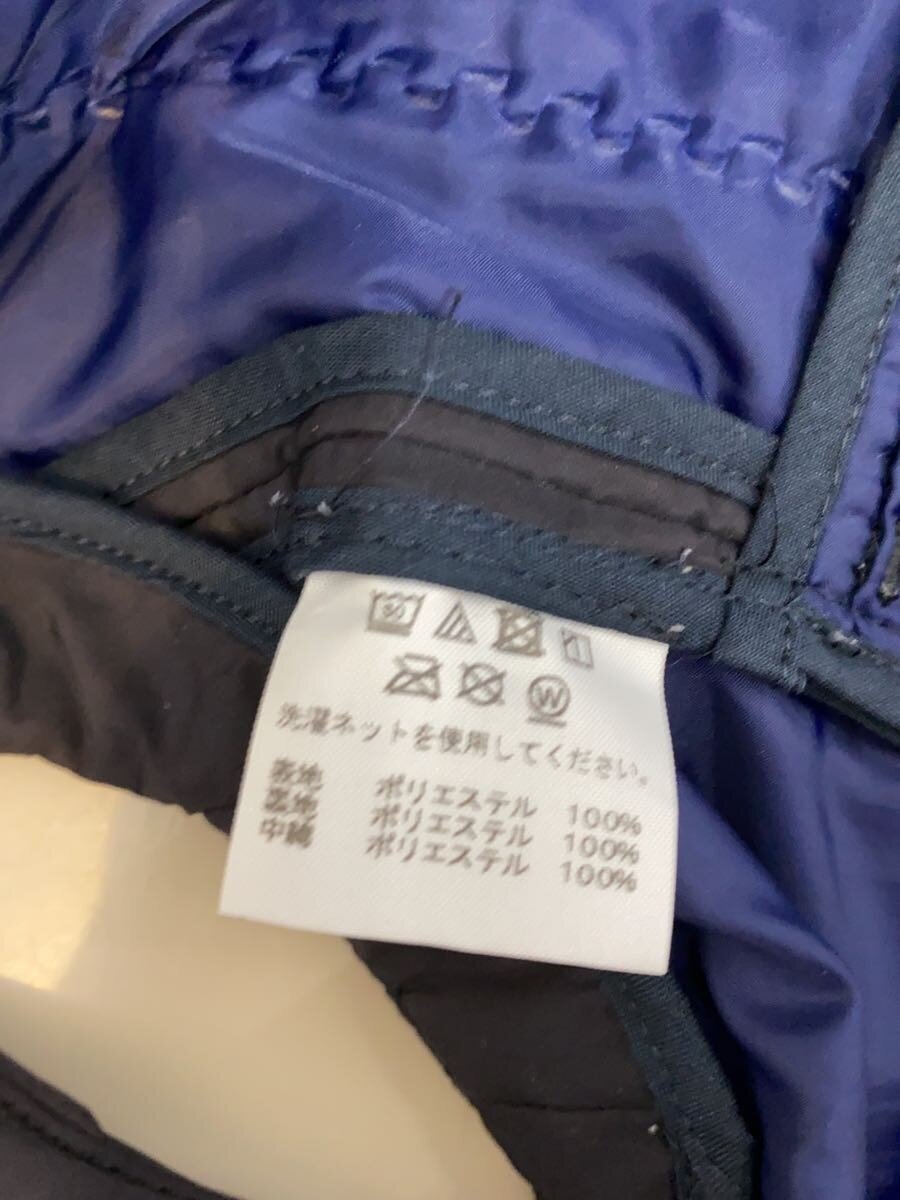 30
W
洗濯ネットを使用してください。
表地 ポリエステル 100%
裏地 ポリエステル 100%
中綿 ポリエステル 100%